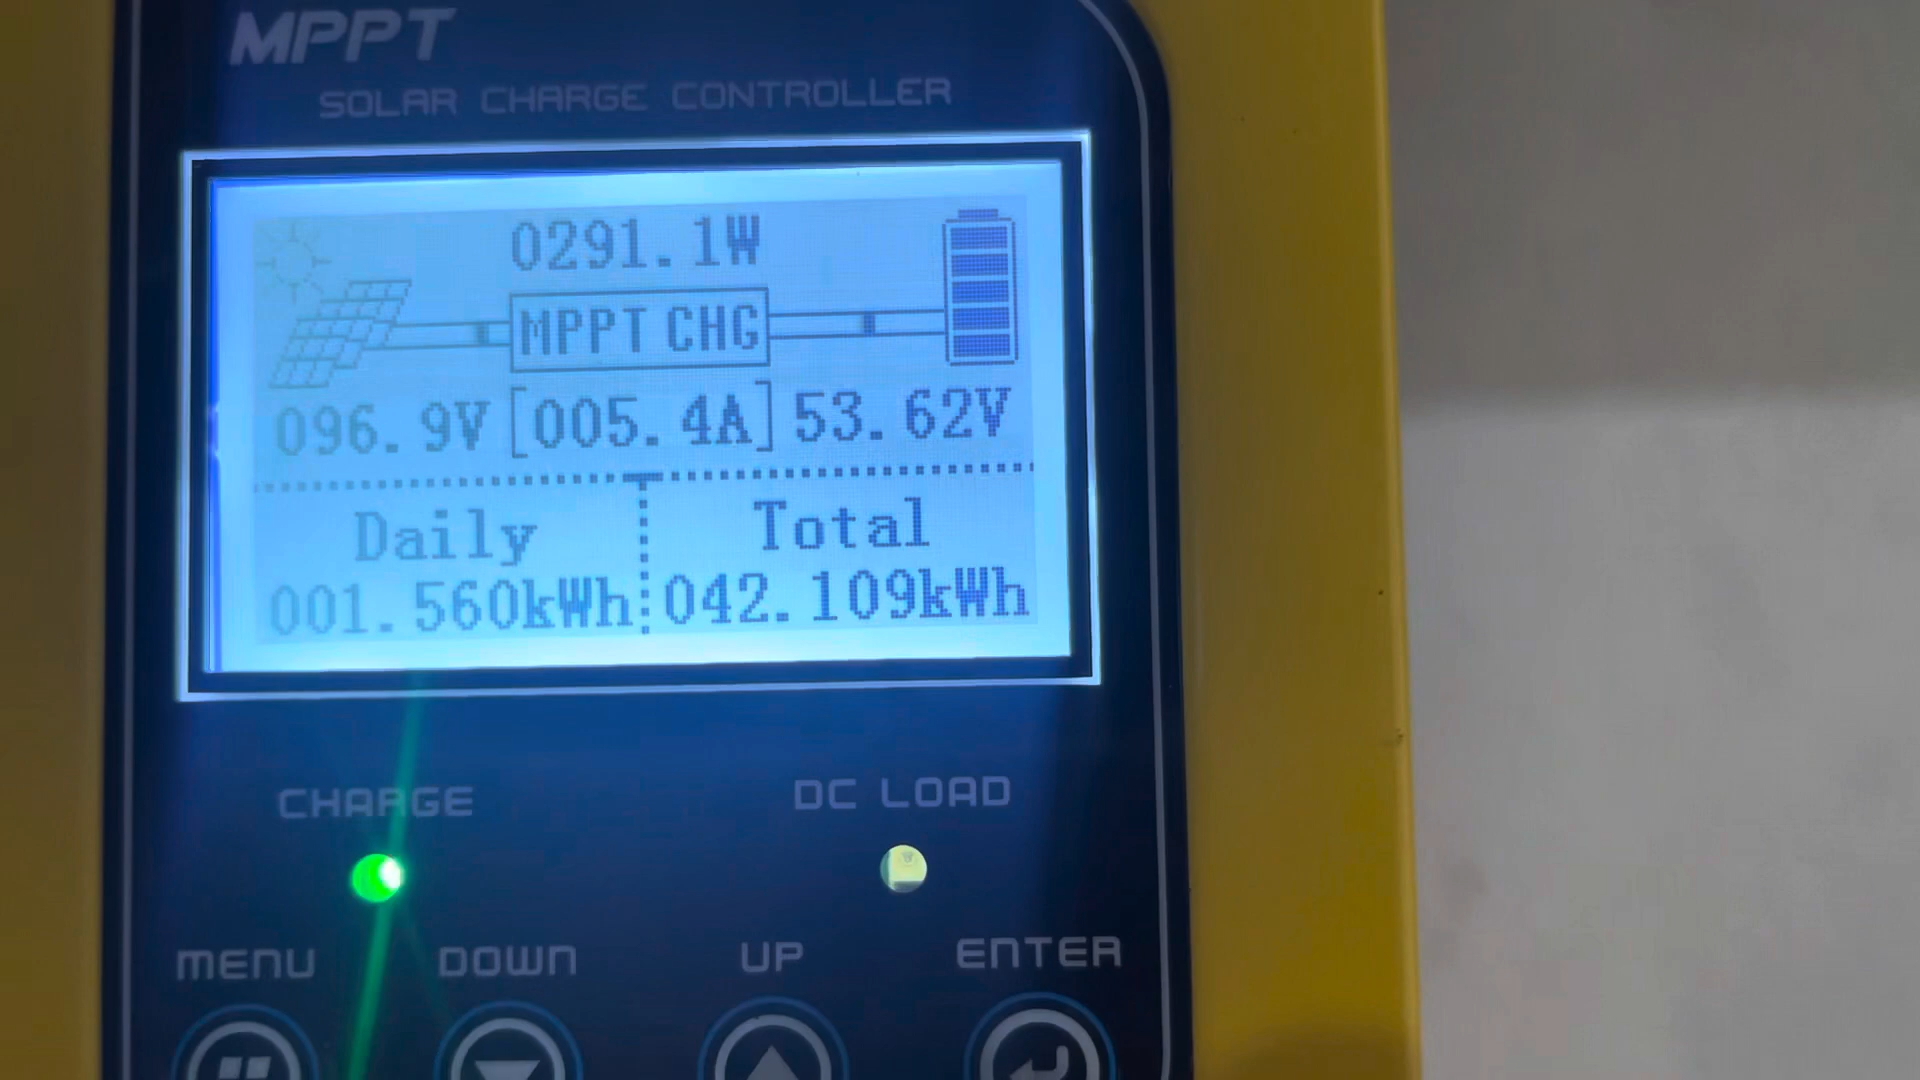 MPPT
SOLAR CHARGE CONTROLLER
0291.1W
MPPT CHG
096.9V [005.4A] 53.62V
Daily Total
001.560kWh 042.109kWh
CHARGE DC LOAD
MENU DOWN UP ENTER